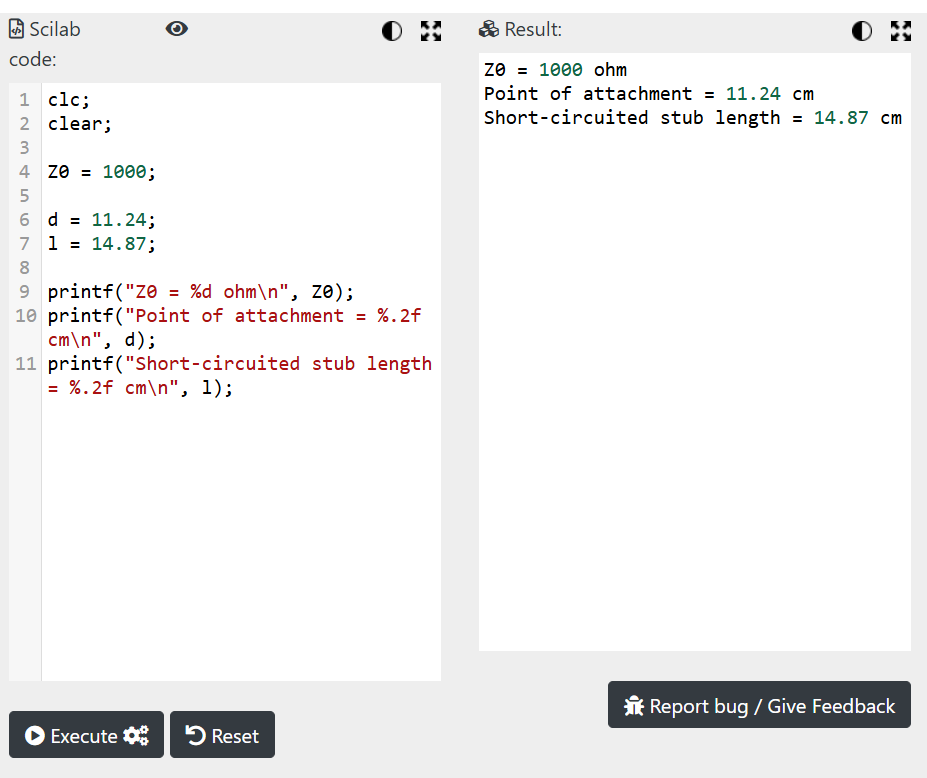 Scilab
code:
1 clc;
2 clear;
3
4 Z0 = 1000;
5
6 d = 11.24;
7 l = 14.87;
8
9 printf("Z0 = %d ohm\n", Z0);
10 printf("Point of attachment = %.2f
cm\n", d);
11 printf("Short-circuited stub length
= %.2f cm\n", l);
Execute
Reset
Result:
Z0 = 1000 ohm
Point of attachment = 11.24 cm
Short-circuited stub length = 14.87 cm
Report bug / Give Feedback